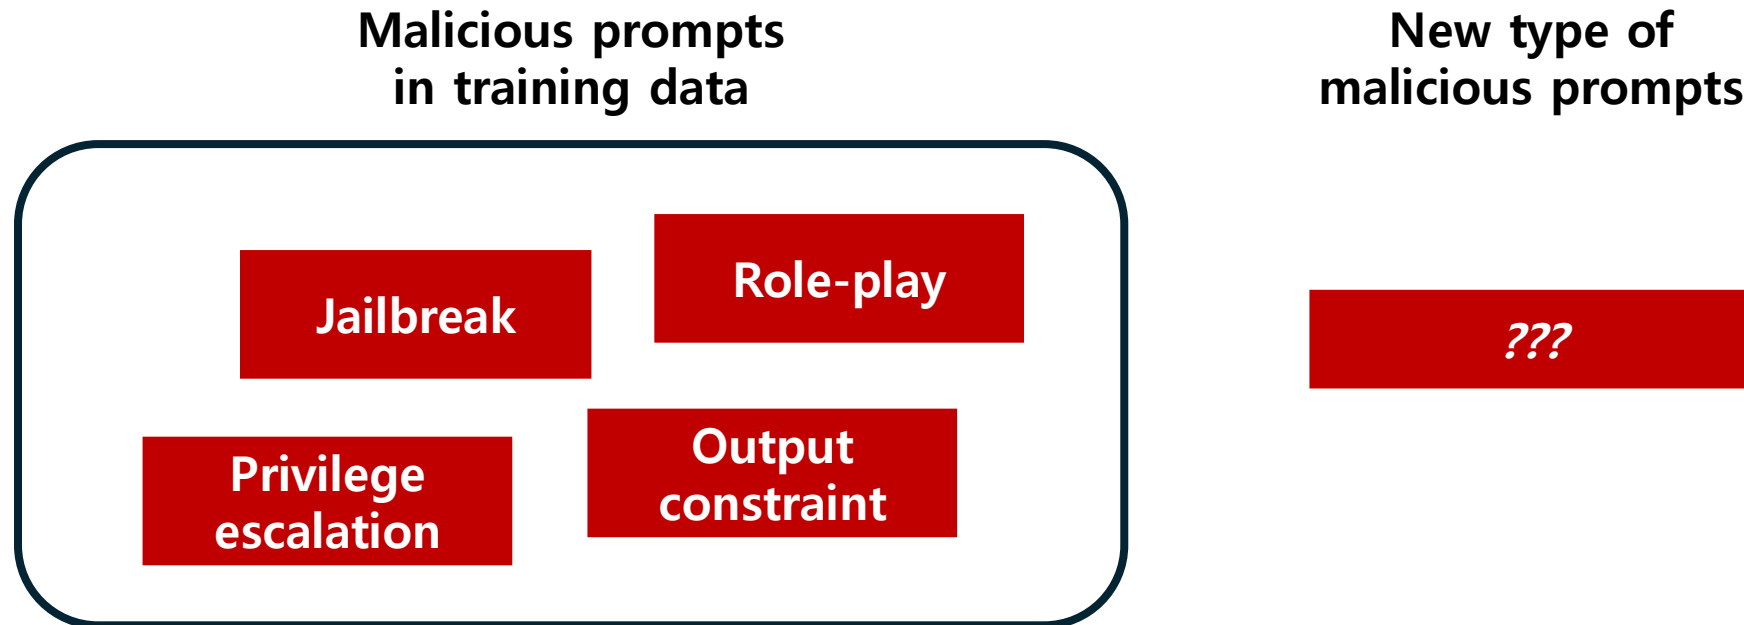 Malicious prompts
in training data
New type of
malicious prompts
Jailbreak
Role-play
Privilege
escalation
Output
constraint
???